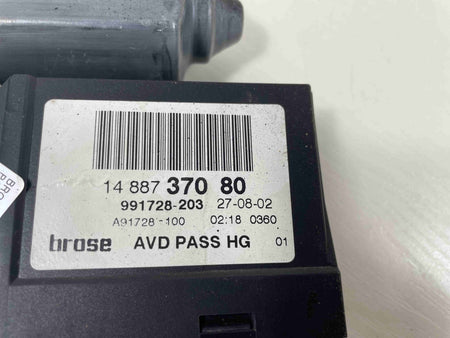 14 887 370 80
991728-203 27-08-02
A91728-100 02:18 0360
brose AVD PASS HG 01